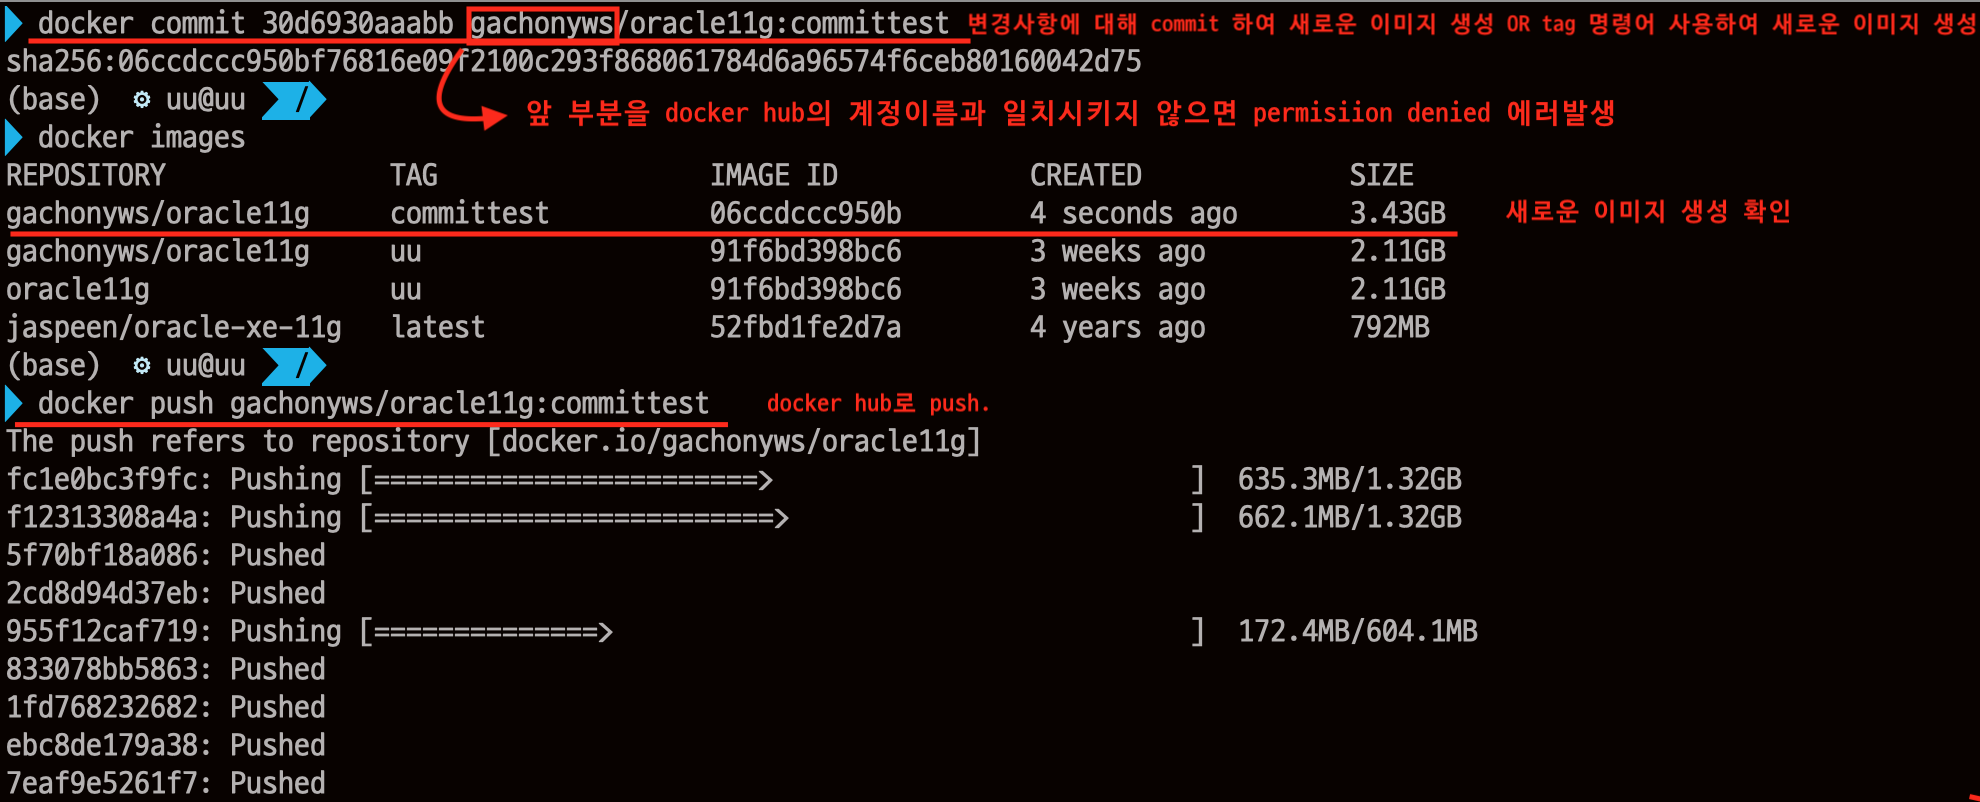 docker commit 30d6930aaabb gachonyws/oracle11g:committest 변경사항에 대해 commit 하여 새로운 이미지 생성 OR tag 명령어 사용하여 새로운 이미지 생성
sha256:06ccdccc950bf76816e09f2100c293f868061784d6a96574f6ceb80160042d75
(base) ⚙ uu@uu /
앞 부분을 docker hub의 계정이름과 일치시키지 않으면 permisiion denied 에러발생
docker images
REPOSITORY TAG IMAGE ID CREATED SIZE
gachonyws/oracle11g committest 06ccdccc950b 4 seconds ago 3.43GB 새로운 이미지 생성 확인
gachonyws/oracle11g uu 91f6bd398bc6 3 weeks ago 2.11GB
oracle11g uu 91f6bd398bc6 3 weeks ago 2.11GB
jaspeen/oracle-xe-11g latest 52fbd1fe2d7a 4 years ago 792MB
(base) ⚙ uu@uu /
docker push gachonyws/oracle11g:committest docker hub로 push.
The push refers to repository [docker.io/gachonyws/oracle11g]
fc1e0bc3f9fc: Pushing [========================> ] 635.3MB/1.32GB
f12313308a4a: Pushing [=========================> ] 662.1MB/1.32GB
5f70bf18a086: Pushed
2cd8d94d37eb: Pushed
955f12caf719: Pushing [==============> ] 172.4MB/604.1MB
833078bb5863: Pushed
1fd768232682: Pushed
ebc8de179a38: Pushed
7eaf9e5261f7: Pushed